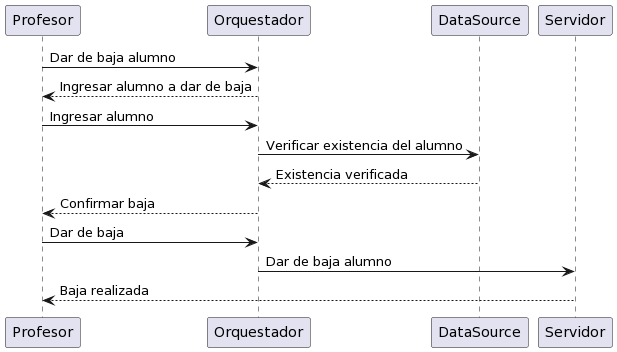 Profesor Orquestador DataSource Servidor
Dar de baja alumno
Ingresar alumno a dar de baja
Ingresar alumno
Verificar existencia del alumno
Existencia verificada
Confirmar baja
Dar de baja
Dar de baja alumno
Baja realizada
Profesor Orquestador DataSource Servidor